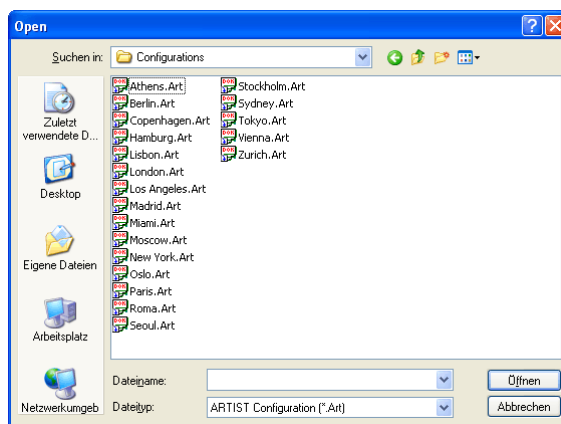 Open
Suchen in:
Configurations
Zuletzt
verwendete D...
Desktop
Eigene Dateien
Arbeitsplatz
Netzwerkumgeb
Athens.Art
Berlin.Art
Copenhagen.Art
Hamburg.Art
Lisbon.Art
London.Art
Los Angeles.Art
Madrid.Art
Miami.Art
Moscow.Art
New York.Art
Oslo.Art
Paris.Art
Roma.Art
Seoul.Art
Stockholm.Art
Sydney.Art
Tokyo.Art
Vienna.Art
Zurich.Art
Dateiname:
Öffnen
Dateityp:
ARTIST Configuration (*.Art)
Abbrechen